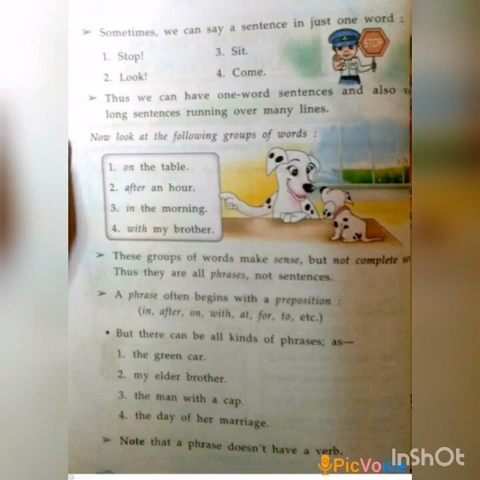 ➤ Sometimes, we can say a sentence in just one word :
1. Stop!
3. Sit.
2. Look!
4. Come.
STOP
➤ Thus we can have one-word sentences and also
long sentences running over many lines.
Now look at the following groups of words :
1. on the table.
2. after an hour.
3. in the morning.
4. with my brother.
➤ These groups of words make sense, but not complete
Thus they are all phrases, not sentences.
➤ A phrase often begins with a preposition :
(in, after, on, with, at, for, to, etc.)
• But there can be all kinds of phrases; as—
1. the green car.
2. my elder brother.
3. the man with a cap.
4. the day of her marriage.
➤ Note that a phrase doesn't have a verb.
PicVoice
InShOt